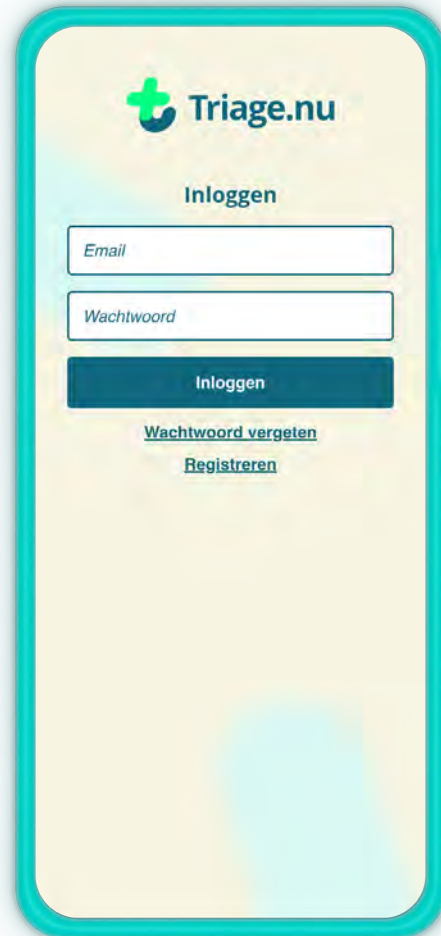 Triage.nu
Inloggen
Email
Wachtwoord
Inloggen
Wachtwoord vergeten
Registreren